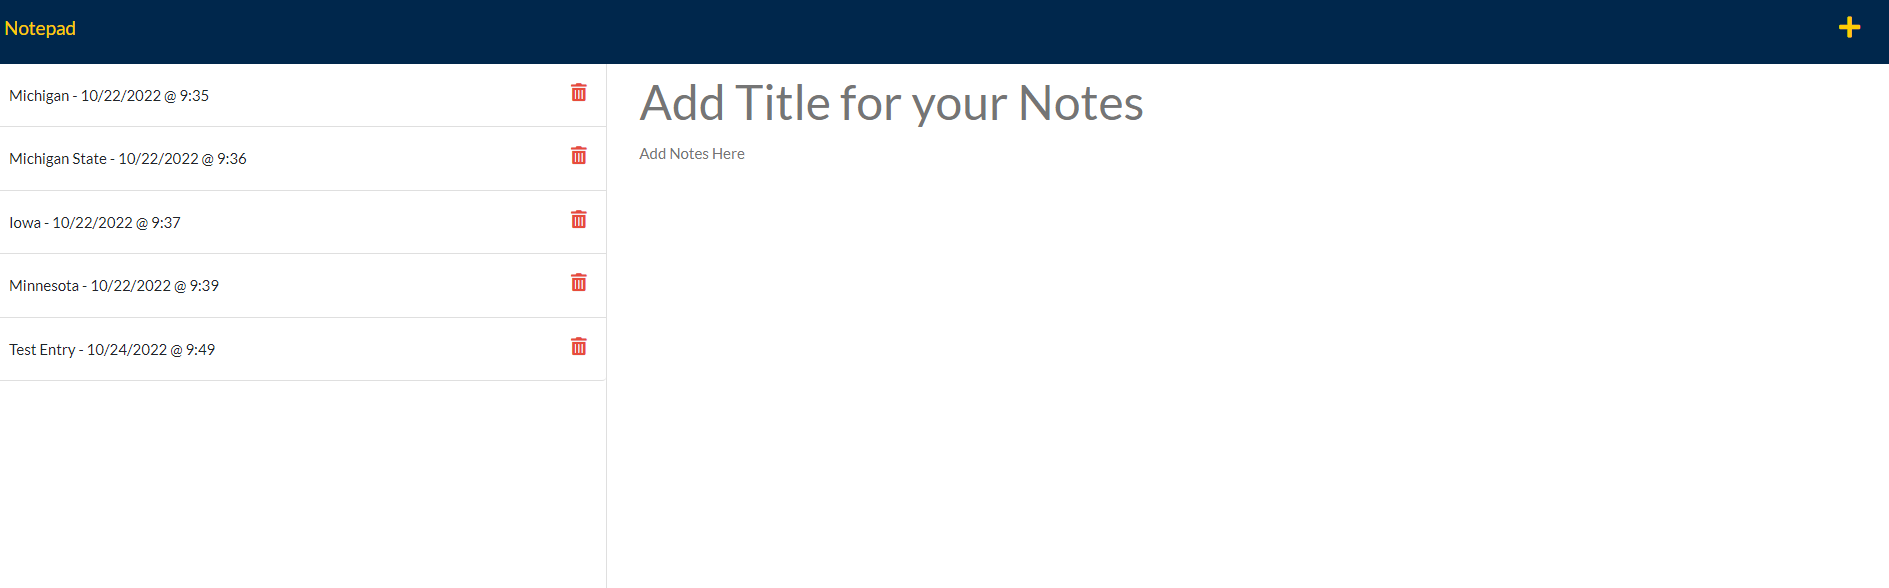 Notepad
Michigan - 10/22/2022 @ 9:35
Michigan State - 10/22/2022 @ 9:36
Iowa - 10/22/2022 @ 9:37
Minnesota - 10/22/2022 @ 9:39
Test Entry - 10/24/2022 @ 9:49
Add Title for your Notes
Add Notes Here